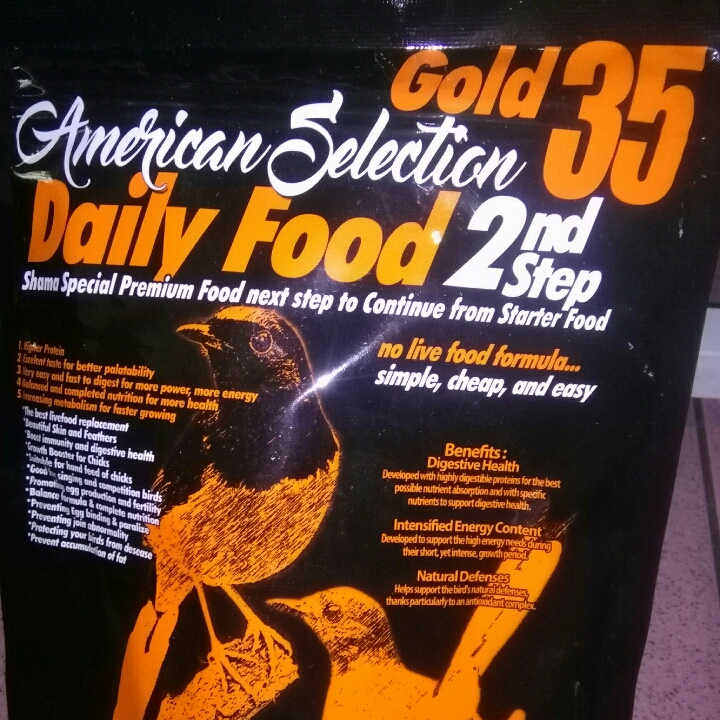 Gold 35
American Selection
Daily Food 2nd Step
Shama Special Premium Food next step to Continue from Starter Food
no live food formula...
simple, cheap, and easy
1. Higher Protein
2. Excelent taste for better palatability
3. Very easy and fast to digest for more power, more energy
4. Balanced and completed nutrition for more health
5. Increasing metabolism for faster growing
*The best livefood replacement
*Beautiful Skin and Feathers
*Boost immunity and digestive health
*Growth Booster for Chicks
*Suitable for hand feed of chicks
*Good for singing and competition birds
*Promotes egg producing and fertility
*Balance formula & complete nutrition
*Preventing Egg binding & paralize
*Preventing join abnormality
*Protecting your birds from desease
*Prevent accumulation of fat
Benefits :
Digestive Health
Developed with highly digestible proteins for the best
possible nutrient absorption and with specific
nutrients to support digestive health.
Intensified Energy Content
Developed to support the high energy needs during
their short, yet intense, growth period.
Natural Defenses
Helps support the bird's natural defenses,
thanks particularly to an antioxidant complex.